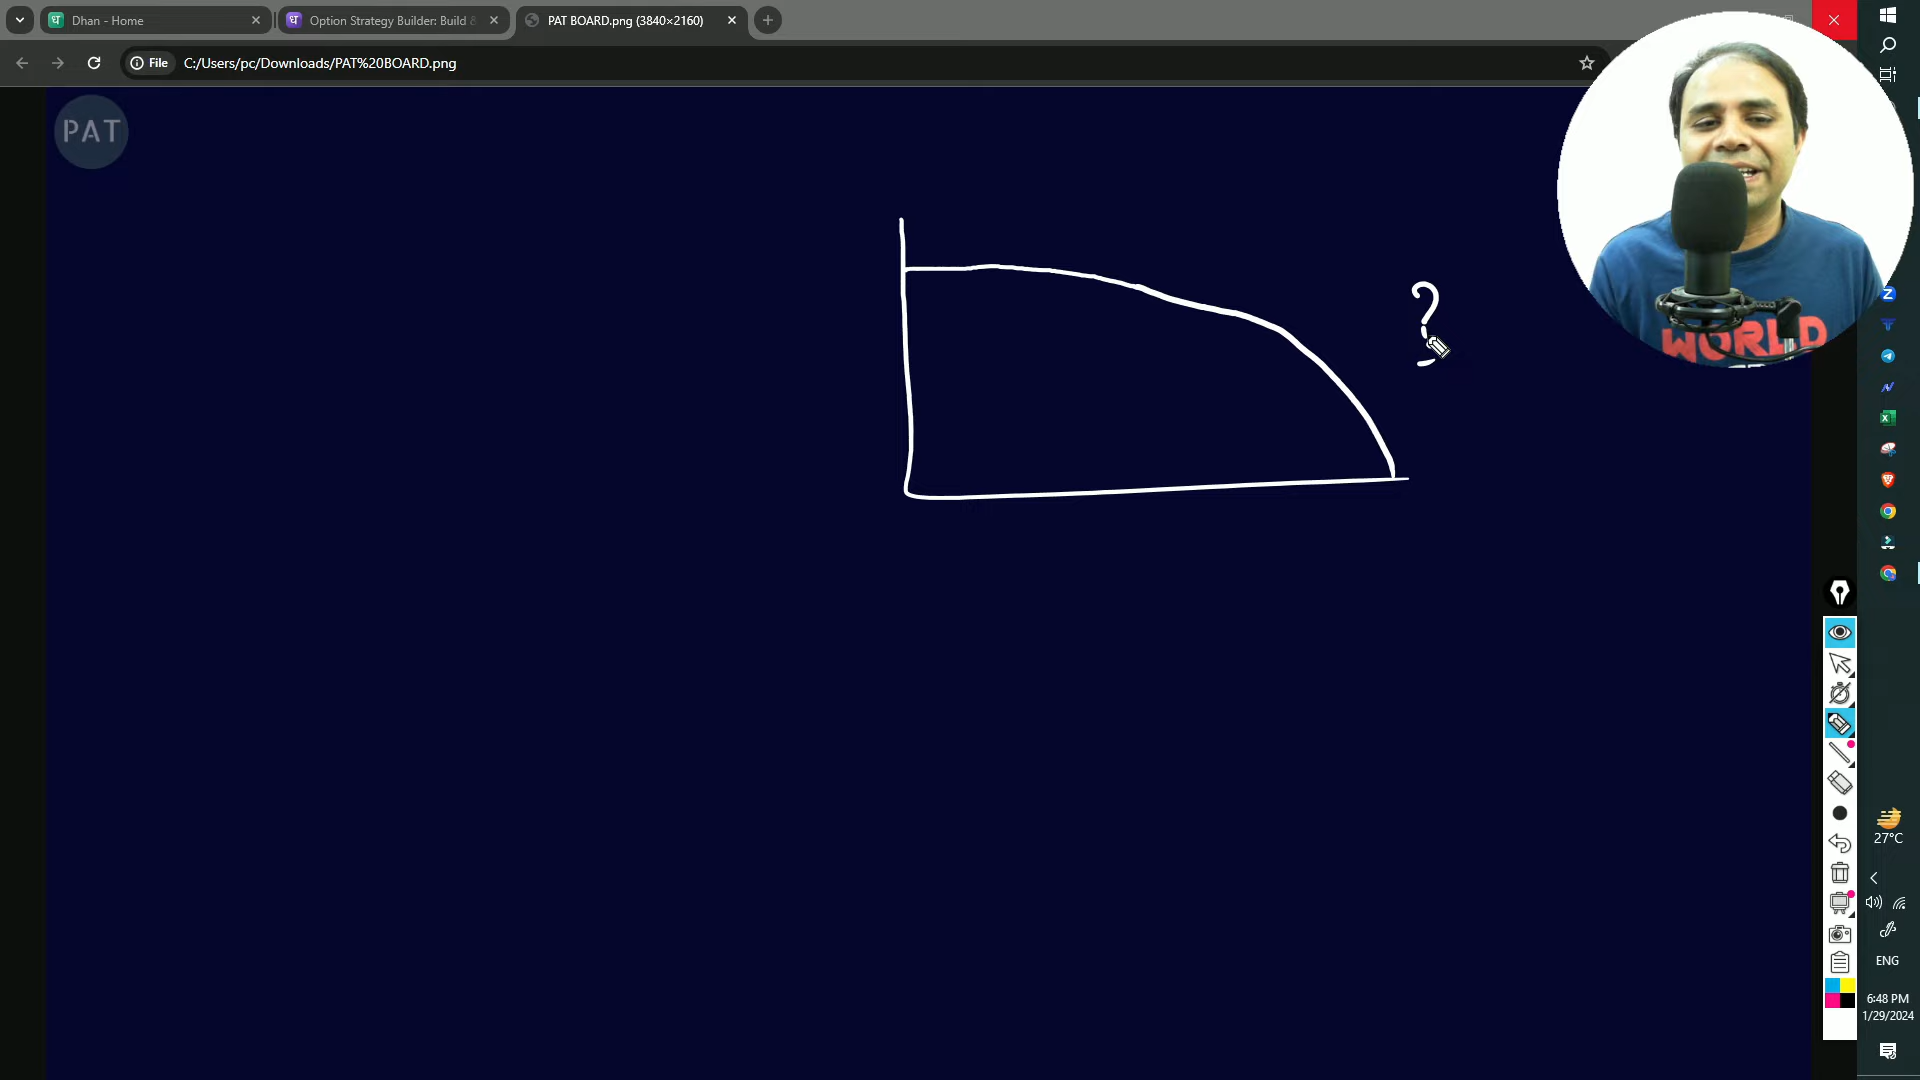 Dhan - Home
Option Strategy Builder: Build &
PAT BOARD.png (3840×2160)
File
C:/Users/pc/Downloads/PAT%20BOARD.png
PAT
?
WORLD
27°C
ENG
6:48 PM
1/29/2024